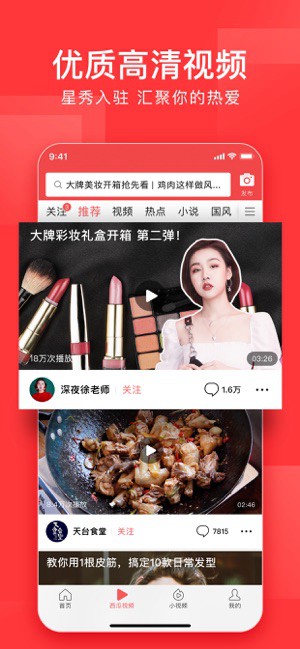 优质高清视频
星秀入驻 汇聚你的热爱
9:41
大牌美妆开箱抢先看 | 鸡肉这样做风...
发布
关注 推荐 视频 热点 小说 国风
大牌彩妆礼盒开箱 第二弹!
18万次播放 03:26
深夜徐老师 关注 1.6万
8.4万次播放 02:46
天台食堂 关注 7815
教你用1根皮筋，搞定10款日常发型
首页 西瓜视频 小视频 我的